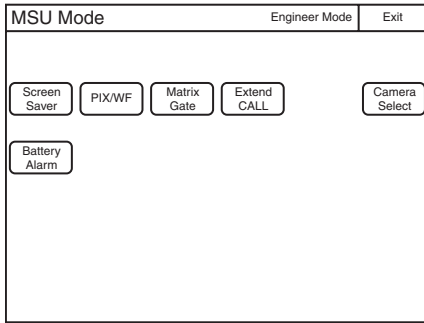 MSU Mode Engineer Mode Exit
Screen
Saver
PIX/WF
Matrix
Gate
Extend
CALL
Camera
Select
Battery
Alarm